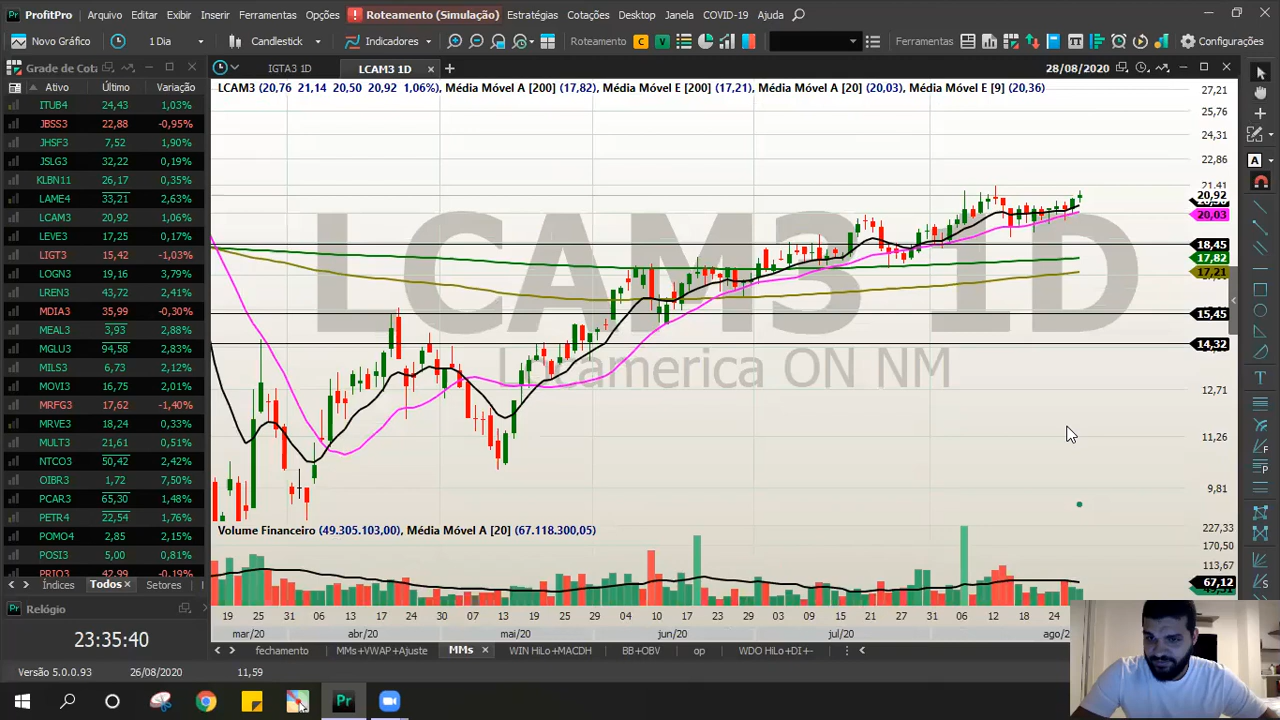 ProfitPro Arquivo Editar Exibir Inserir Ferramentas Opções ! Roteamento (Simulação) Estratégias Cotações Desktop Janela COVID-19 Ajuda
Novo Gráfico 1 Dia Candlestick Indicadores Roteamento C V Ferramentas Configurações
Grade de Cota IGTA3 1D LCAM3 1D 28/08/2020
Ativo Último Variação
LCAM3 (20,76 21,14 20,50 20,92 1,06%), Média Móvel A [200] (17,82), Média Móvel E [200] (17,21), Média Móvel A [20] (20,03), Média Móvel E [9] (20,36)
ITUB4 24,43 1,03%
JBSS3 22,88 -0,95%
JHSF3 7,52 1,90%
JSLG3 32,22 0,19%
KLBN11 26,17 0,35%
LAME4 33,21 2,63%
LCAM3 20,92 1,06%
LEVE3 17,25 0,17%
LIGT3 15,42 -1,03%
LOGN3 19,16 3,79%
LREN3 43,72 2,41%
MDIA3 35,99 -0,30%
MEAL3 3,93 2,88%
MGLU3 94,58 2,83%
MILS3 6,73 2,12%
MOVI3 16,75 2,01%
MRFG3 17,62 -1,40%
MRVE3 18,24 0,33%
MULT3 21,61 0,51%
NTCO3 50,42 2,42%
OIBR3 1,72 7,50%
PCAR3 65,30 1,48%
PETR4 22,54 1,76%
POMO4 2,85 2,15%
POSI3 5,00 0,81%
PRIO3 42,99 -0,19%
LCAM3 1D
Locamerica ON NM
27,21
25,76
24,31
22,86
21,41
20,92
20,03
18,45
17,82
17,21
15,45
14,32
12,71
11,26
9,81
Volume Financeiro (49.305.103,00), Média Móvel A [20] (67.118.300,05)
227,33
170,50
113,67
67,12
19 25 31 06 13 17 23 30 07 12 18 22 28 02 05 10 17 23 29 03 09 15 21 27 31 06 12 18 24
mar/20 abr/20 mai/20 jun/20 jul/20 ago/2
Índices Todos Setores
fechamento MMs+VWAP+Ajuste MMs WIN HiLo+MACDH BB+OBV op WDO HiLo+DI+-
Relógio
23:35:40
Versão 5.0.0.93 26/08/2020 11,59